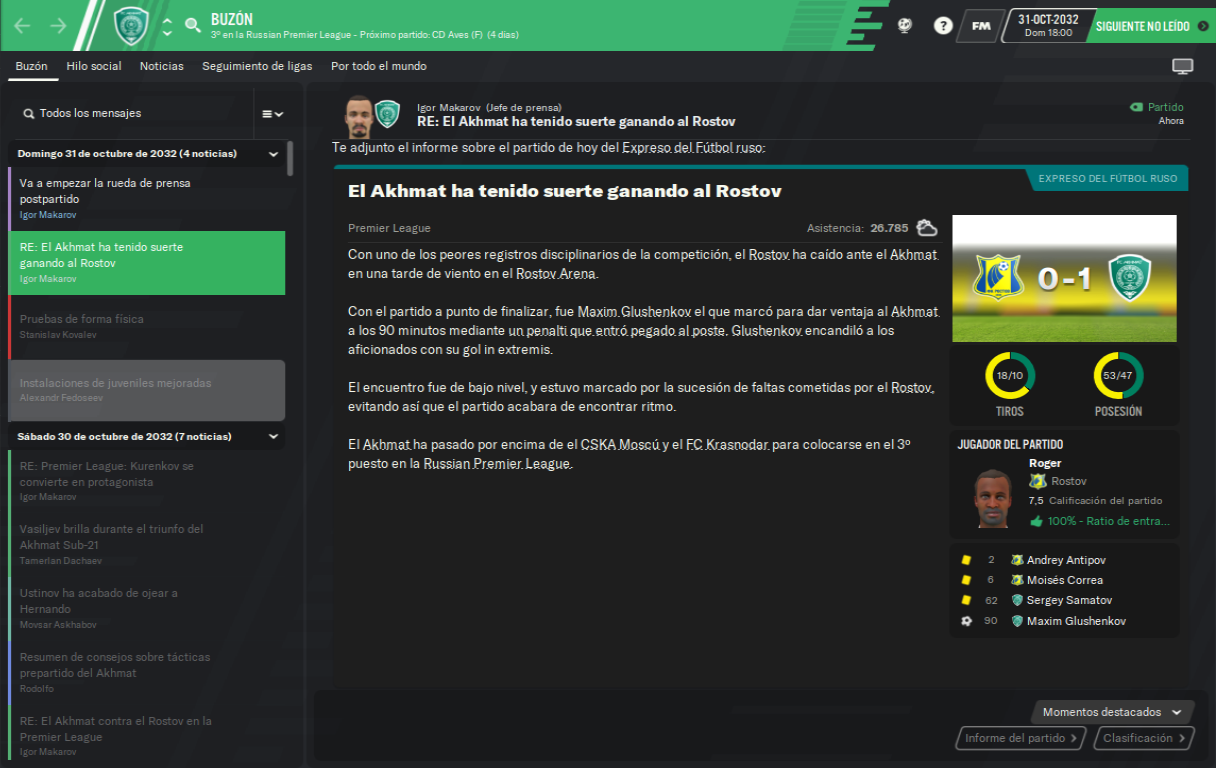 BUZÓN
3º en la Russian Premier League - Próximo partido: CD Aves (F) (4 días)
?
FM
31-OCT-2032
Dom 18:00
SIGUIENTE NO LEÍDO
Buzón
Hilo social
Noticias
Seguimiento de ligas
Por todo el mundo
Todos los mensajes
Domingo 31 de octubre de 2032 (4 noticias)
Va a empezar la rueda de prensa
postpartido
Igor Makarov
RE: El Akhmat ha tenido suerte
ganando al Rostov
Igor Makarov
Pruebas de forma física
Stanislav Kovalev
Instalaciones de juveniles mejoradas
Alexandr Fedoseev
Sábado 30 de octubre de 2032 (7 noticias)
RE: Premier League: Kurenkov se
convierte en protagonista
Igor Makarov
Vasiljev brilla durante el triunfo del
Akhmat Sub-21
Tamerlan Dachaev
Ustinov ha acabado de ojear a
Hernando
Movsar Askhabov
Resumen de consejos sobre tácticas
prepartido del Akhmat
Rodolfo
RE: El Akhmat contra el Rostov en la
Premier League
Igor Makarov
Igor Makarov (Jefe de prensa)
RE: El Akhmat ha tenido suerte ganando al Rostov
Partido
Ahora
Te adjunto el informe sobre el partido de hoy del Expreso del Fútbol ruso:
EXPRESO DEL FÚTBOL RUSO
El Akhmat ha tenido suerte ganando al Rostov
Premier League
Asistencia: 26.785
Con uno de los peores registros disciplinarios de la competición, el Rostov ha caído ante el Akhmat
en una tarde de viento en el Rostov Arena.
Con el partido a punto de finalizar, fue Maxim Glushenkov el que marcó para dar ventaja al Akhmat
a los 90 minutos mediante un penalti que entró pegado al poste. Glushenkov encandiló a los
aficionados con su gol in extremis.
El encuentro fue de bajo nivel, y estuvo marcado por la sucesión de faltas cometidas por el Rostov,
evitando así que el partido acabara de encontrar ritmo.
El Akhmat ha pasado por encima de el CSKA Moscú y el FC Krasnodar para colocarse en el 3º
puesto en la Russian Premier League.
0-1
18/10
TIROS
53/47
POSESIÓN
JUGADOR DEL PARTIDO
Roger
Rostov
7,5 Calificación del partido
100% - Ratio de entra...
2 Andrey Antipov
6 Moisés Correa
62 Sergey Samatov
90 Maxim Glushenkov
Momentos destacados
Informe del partido
Clasificación